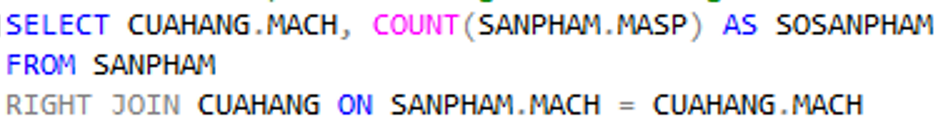 SELECT CUAHANG.MACH, COUNT(SANPHAM.MASP) AS SOSANPHAM
FROM SANPHAM
RIGHT JOIN CUAHANG ON SANPHAM.MACH = CUAHANG.MACH